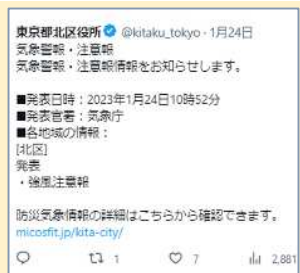 東京都北区役所 @kitaku_tokyo · 1月24日
気象警報・注意報
気象警報・注意報情報をお知らせします。
■発表日時：2023年1月24日10時52分
■発表官署：気象庁
■各地域の情報：
[北区]
発表
・強風注意報
防災気象情報の詳細はこちらから確認できます。
micosfit.jp/kita-city/
1 7 2,881